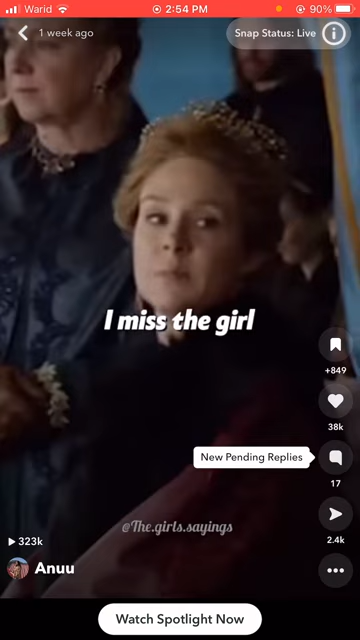 Warid
2:54 PM
90%
1 week ago
Snap Status: Live
I miss the girl
+849
38k
New Pending Replies
17
@The.girls.sayings
2.4k
323k
Anuu
Watch Spotlight Now